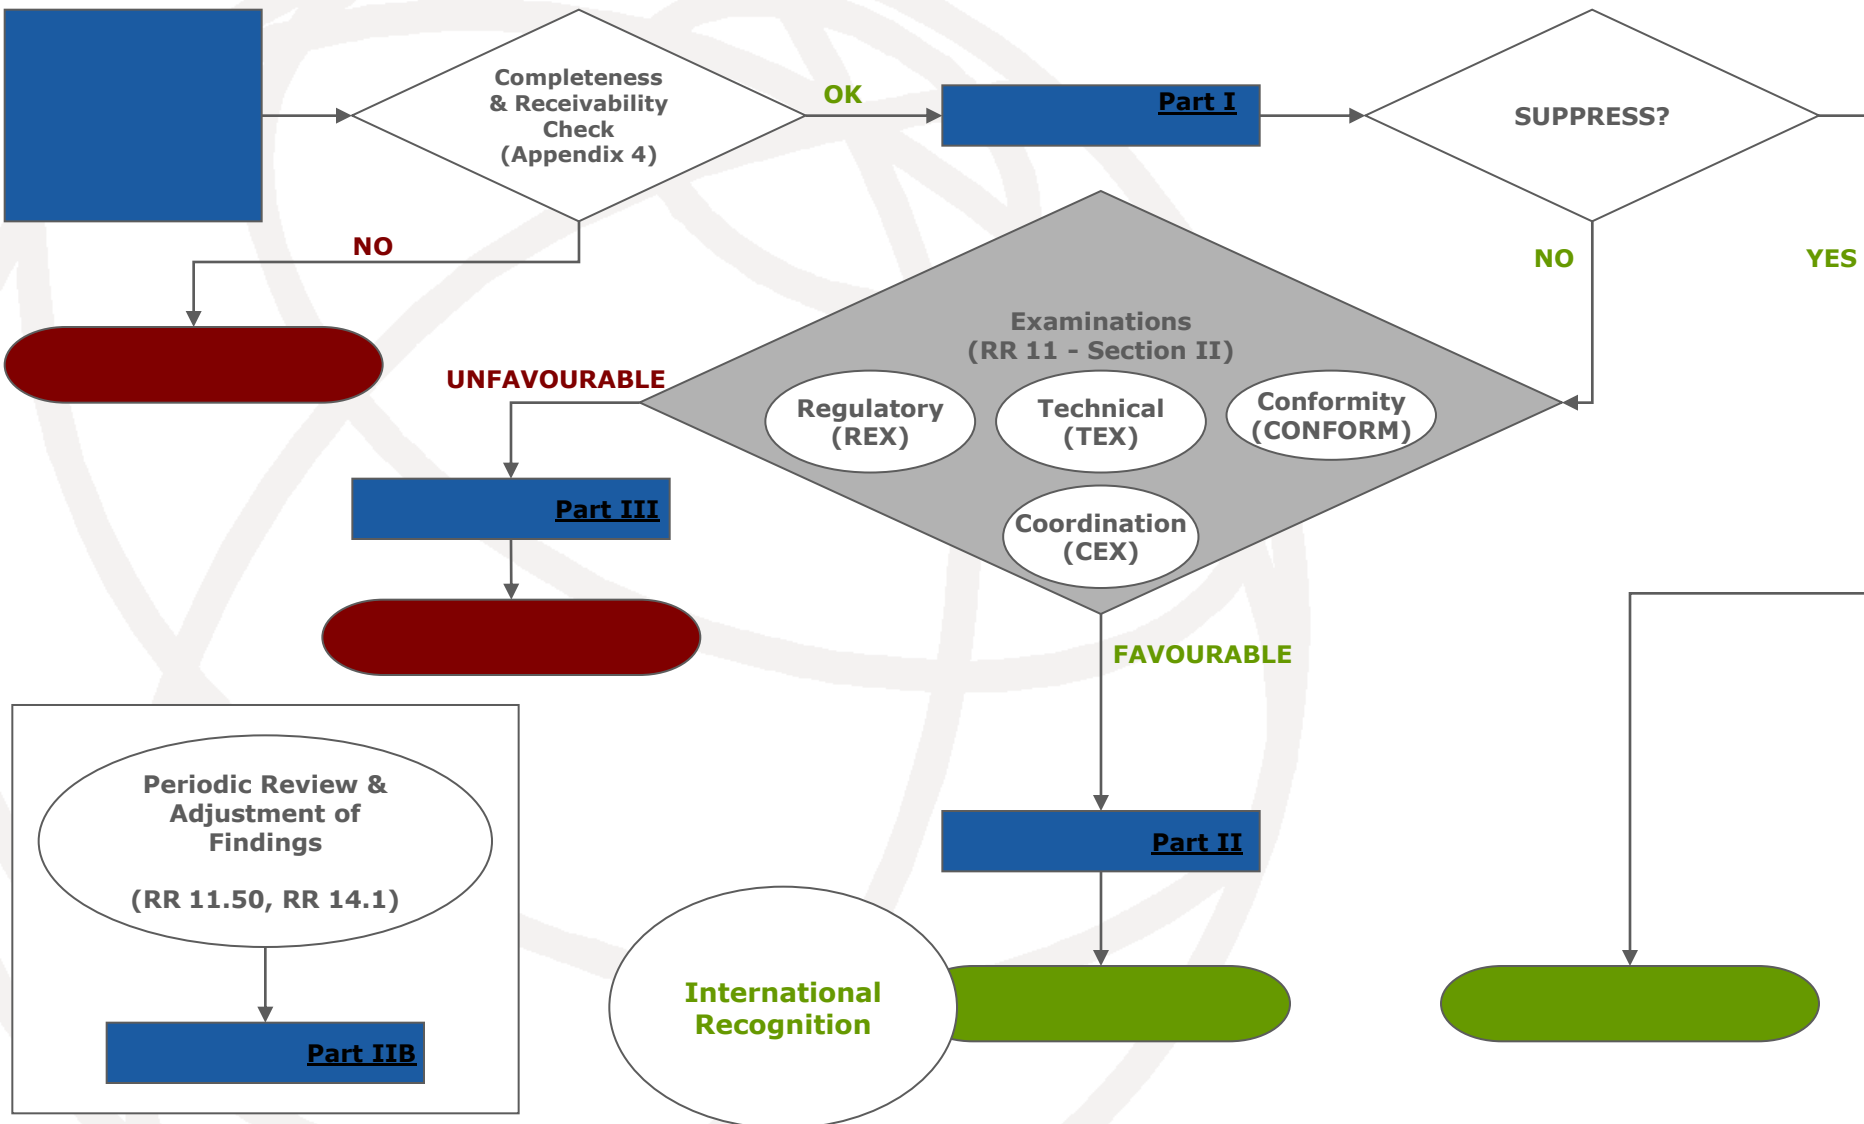 Completeness
& Receivability
Check
(Appendix 4)
OK
Part I
SUPPRESS?
NO
NO
YES
Examinations
(RR 11 - Section II)
UNFAVOURABLE
Regulatory
(REX)
Technical
(TEX)
Conformity
(CONFORM)
Part III
Coordination
(CEX)
FAVOURABLE
Periodic Review &
Adjustment of
Findings
(RR 11.50, RR 14.1)
Part II
International
Recognition
Part IIB